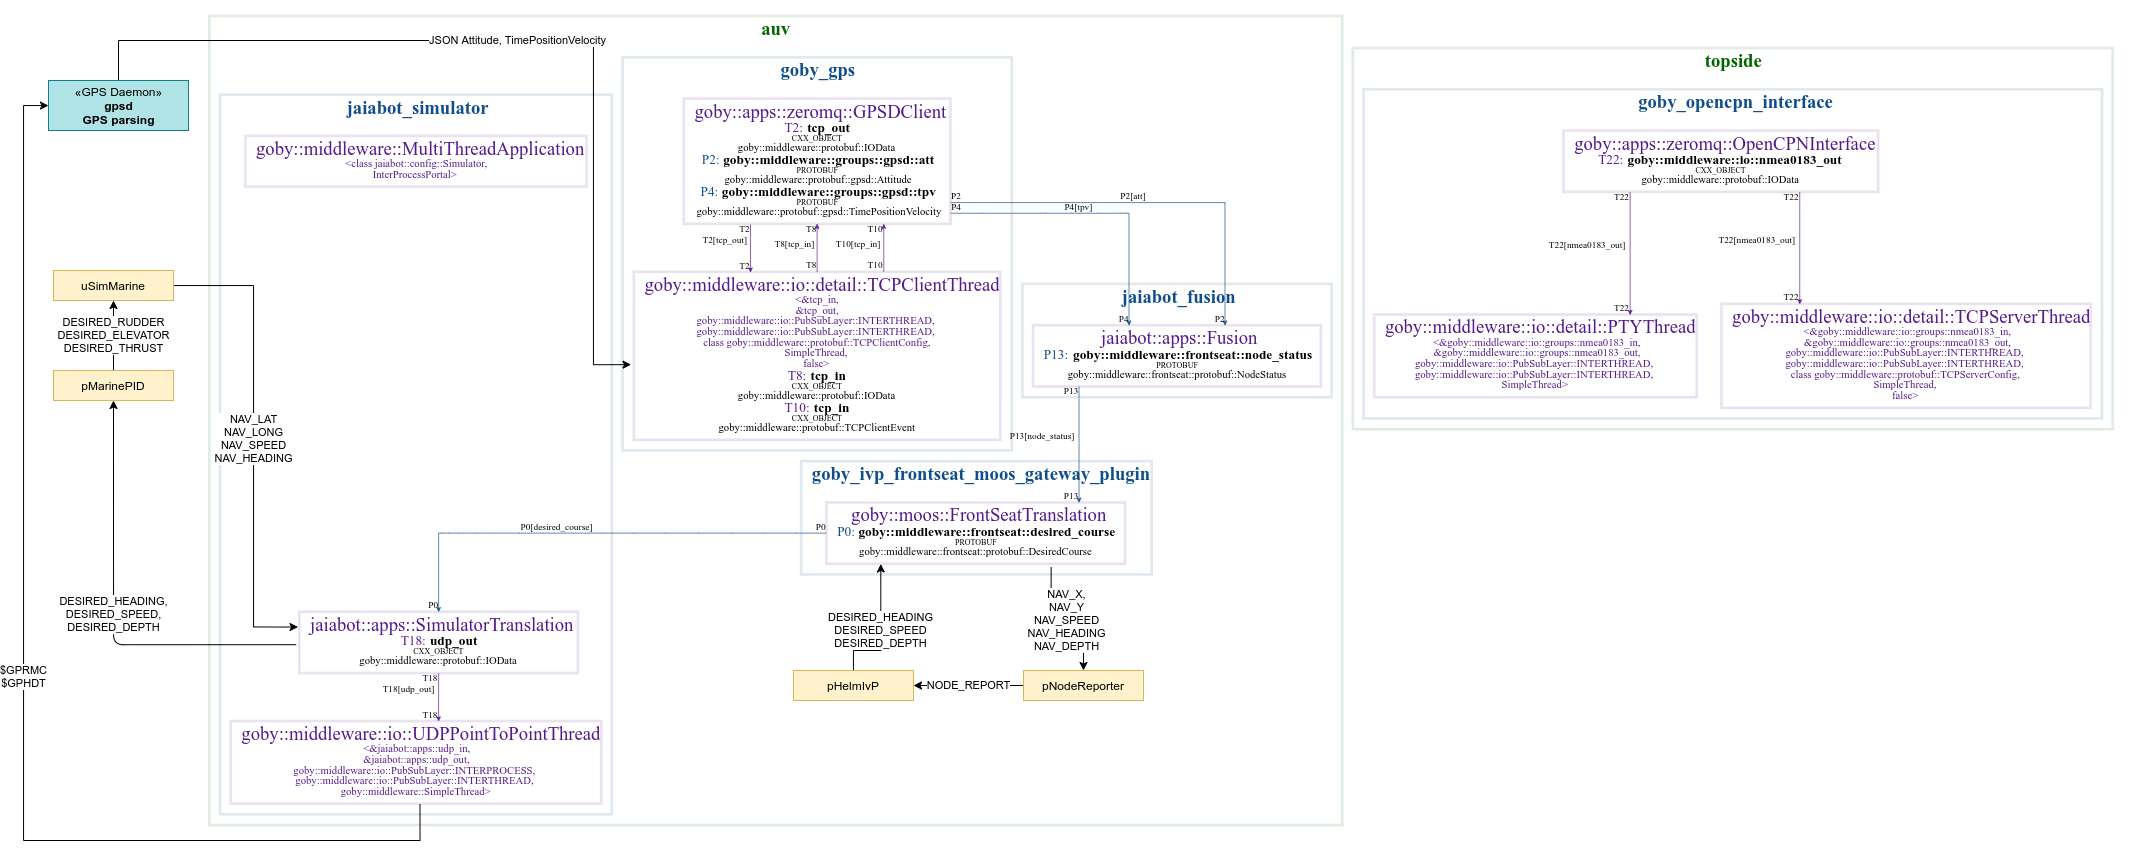 auv
JSON Attitude, TimePositionVelocity
«GPS Daemon»
gpsd
GPS parsing
jaiabot_simulator
goby::middleware::MultiThreadApplication
<class jaiabot::config::Simulator,
InterProcessPortal>
goby_gps
goby::apps::zeromq::GPSDClient
T2: tcp_out
CXX_OBJECT
goby::middleware::protobuf::IOData
P2: goby::middleware::groups::gpsd::att
PROTOBUF
goby::middleware::protobuf::gpsd::Attitude
P4: goby::middleware::groups::gpsd::tpv
PROTOBUF
goby::middleware::protobuf::gpsd::TimePositionVelocity
P2
P4
P2[att]
P4[tpv]
T2
T8
T10
T2[tcp_out]
T8[tcp_in]
T10[tcp_in]
T2
T8
T10
goby::middleware::io::detail::TCPClientThread
<&tcp_in,
&tcp_out,
goby::middleware::io::PubSubLayer::INTERTHREAD,
goby::middleware::io::PubSubLayer::INTERTHREAD,
class goby::middleware::protobuf::TCPClientConfig,
SimpleThread,
false>
T8: tcp_in
CXX_OBJECT
goby::middleware::protobuf::IOData
T10: tcp_in
CXX_OBJECT
goby::middleware::protobuf::TCPClientEvent
jaiabot_fusion
P4
P2
jaiabot::apps::Fusion
P13: goby::middleware::frontseat::node_status
PROTOBUF
goby::middleware::frontseat::protobuf::NodeStatus
P13
P13[node_status]
goby_ivp_frontseat_moos_gateway_plugin
P13
goby::moos::FrontSeatTranslation
P0: goby::middleware::frontseat::desired_course
PROTOBUF
goby::middleware::frontseat::protobuf::DesiredCourse
P0
P0[desired_course]
P0
DESIRED_HEADING
DESIRED_SPEED
DESIRED_DEPTH
NAV_X,
NAV_Y
NAV_SPEED
NAV_HEADING
NAV_DEPTH
pHelmIvP
NODE_REPORT
pNodeReporter
uSimMarine
DESIRED_RUDDER
DESIRED_ELEVATOR
DESIRED_THRUST
pMarinePID
NAV_LAT
NAV_LONG
NAV_SPEED
NAV_HEADING
DESIRED_HEADING,
DESIRED_SPEED,
DESIRED_DEPTH
$GPRMC
$GPHDT
jaiabot::apps::SimulatorTranslation
T18: udp_out
CXX_OBJECT
goby::middleware::protobuf::IOData
T18
T18[udp_out]
T18
goby::middleware::io::UDPPointToPointThread
<&jaiabot::apps::udp_in,
&jaiabot::apps::udp_out,
goby::middleware::io::PubSubLayer::INTERPROCESS,
goby::middleware::io::PubSubLayer::INTERTHREAD,
goby::middleware::SimpleThread>
topside
goby_opencpn_interface
goby::apps::zeromq::OpenCPNInterface
T22: goby::middleware::io::nmea0183_out
CXX_OBJECT
goby::middleware::protobuf::IOData
T22
T22
T22[nmea0183_out]
T22[nmea0183_out]
T22
T22
goby::middleware::io::detail::PTYThread
<&goby::middleware::io::groups::nmea0183_in,
&goby::middleware::io::groups::nmea0183_out,
goby::middleware::io::PubSubLayer::INTERTHREAD,
goby::middleware::io::PubSubLayer::INTERTHREAD,
SimpleThread>
goby::middleware::io::detail::TCPServerThread
<&goby::middleware::io::groups::nmea0183_in,
&goby::middleware::io::groups::nmea0183_out,
goby::middleware::io::PubSubLayer::INTERTHREAD,
goby::middleware::io::PubSubLayer::INTERTHREAD,
class goby::middleware::protobuf::TCPServerConfig,
SimpleThread,
false>